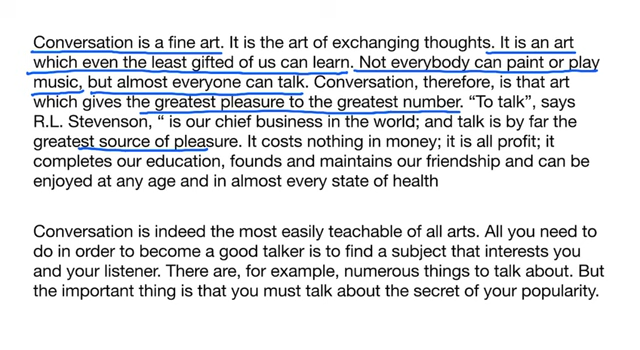 Conversation is a fine art. It is the art of exchanging thoughts. It is an art
which even the least gifted of us can learn. Not everybody can paint or play
music, but almost everyone can talk. Conversation, therefore, is that art
which gives the greatest pleasure to the greatest number. “To talk”, says
R.L. Stevenson, “ is our chief business in the world; and talk is by far the
greatest source of pleasure. It costs nothing in money; it is all profit; it
completes our education, founds and maintains our friendship and can be
enjoyed at any age and in almost every state of health
Conversation is indeed the most easily teachable of all arts. All you need to
do in order to become a good talker is to find a subject that interests you
and your listener. There are, for example, numerous things to talk about. But
the important thing is that you must talk about the secret of your popularity.